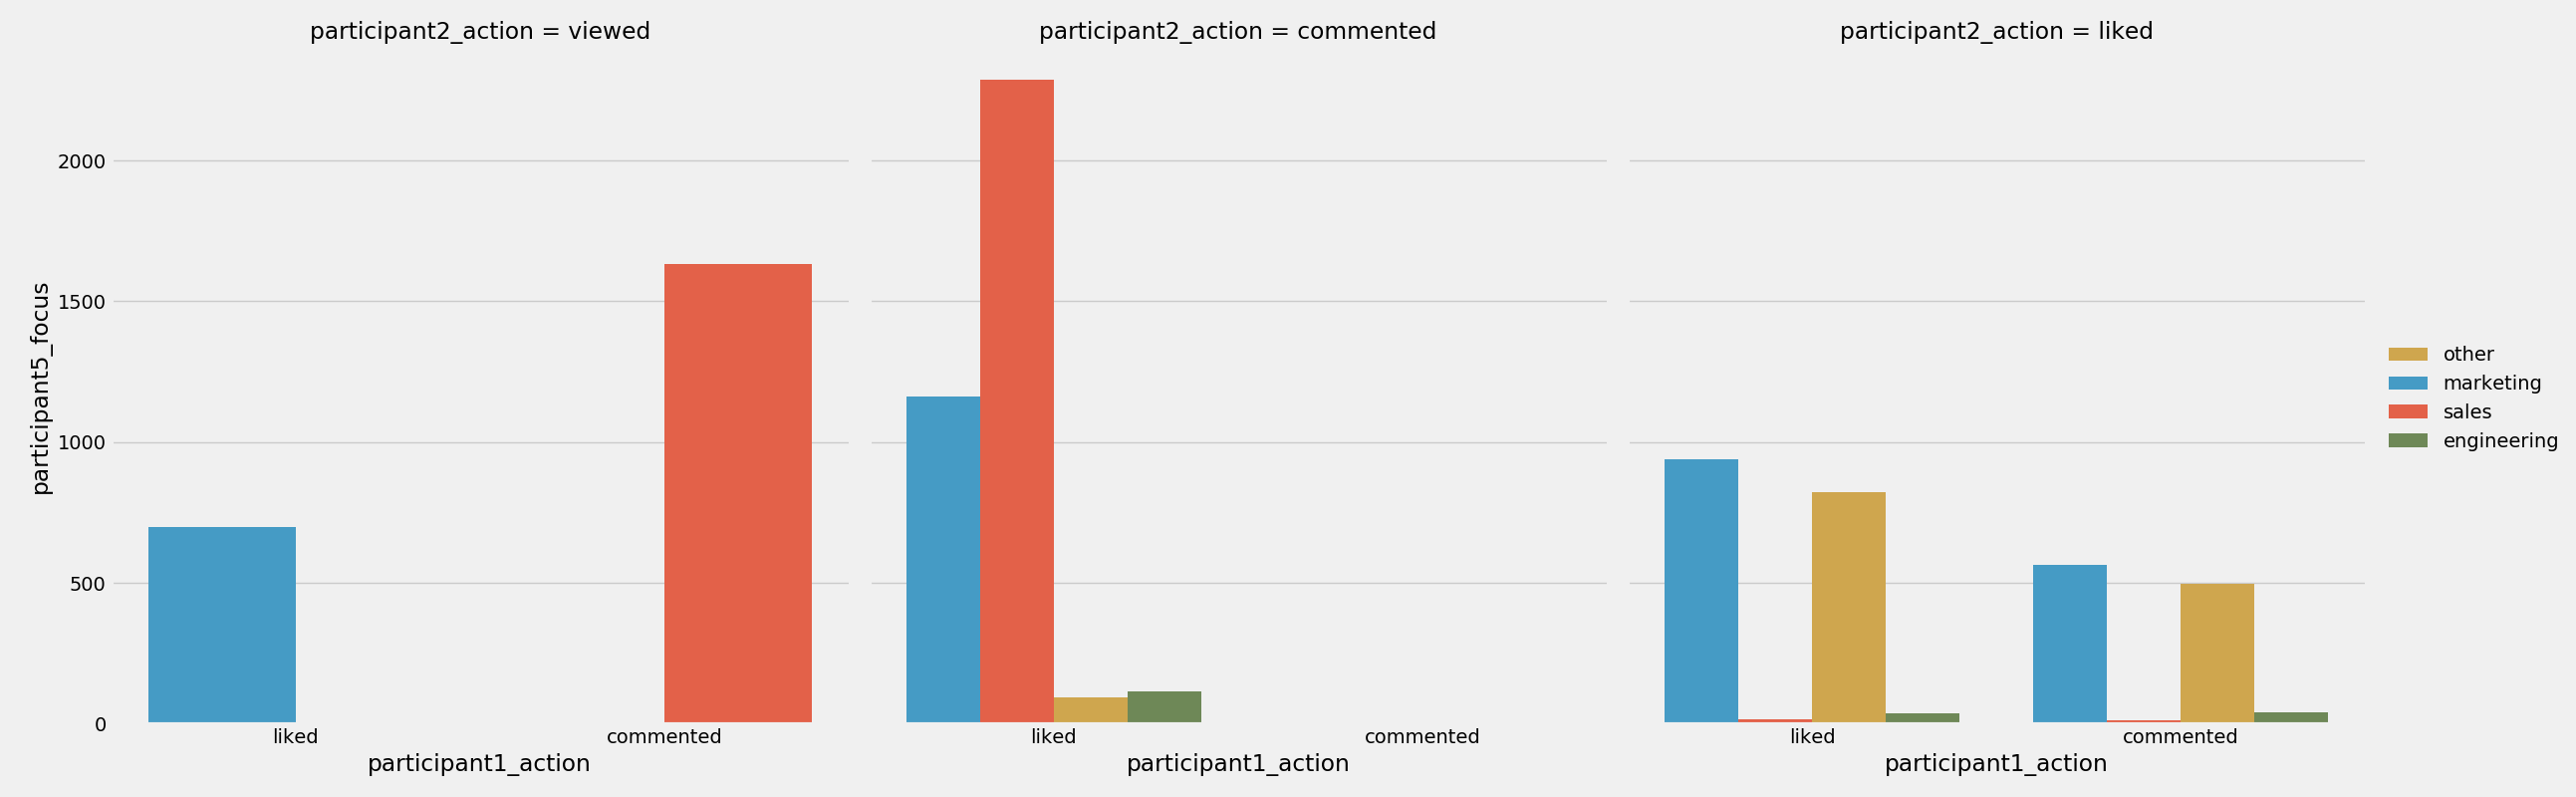 participant2_action = viewed
participant2_action = commented
participant2_action = liked
participant5_focus
2000
1500
1000
500
0
liked
commented
liked
commented
liked
commented
participant1_action
participant1_action
participant1_action
other
marketing
sales
engineering